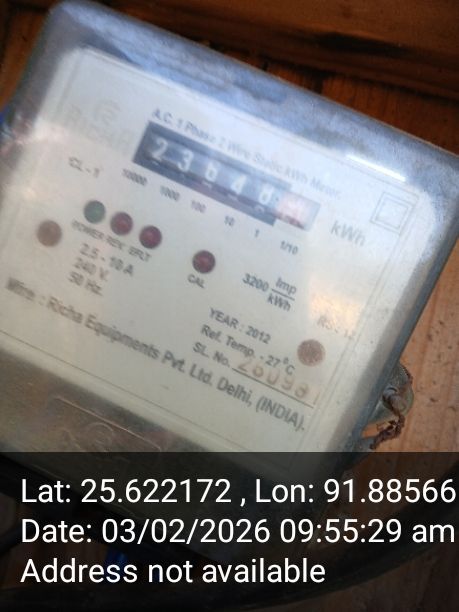 RICHA
A.C. 1 Phase 2 Wire Static kWh Meter
2 3 6 4 8
kWh
CL - 1
10000 1000 100 10 1 1/10
POWER REV. E/FLT
CAL
3200 Imp/kWh
2.5 - 10 A
240 V.
50 Hz.
YEAR : 2012
Ref. Temp. - 27°C
SL. No.
Richa Equipments Pvt. Ltd. Delhi, (INDIA).
Lat: 25.622172 , Lon: 91.88566
Date: 03/02/2026 09:55:29 am
Address not available